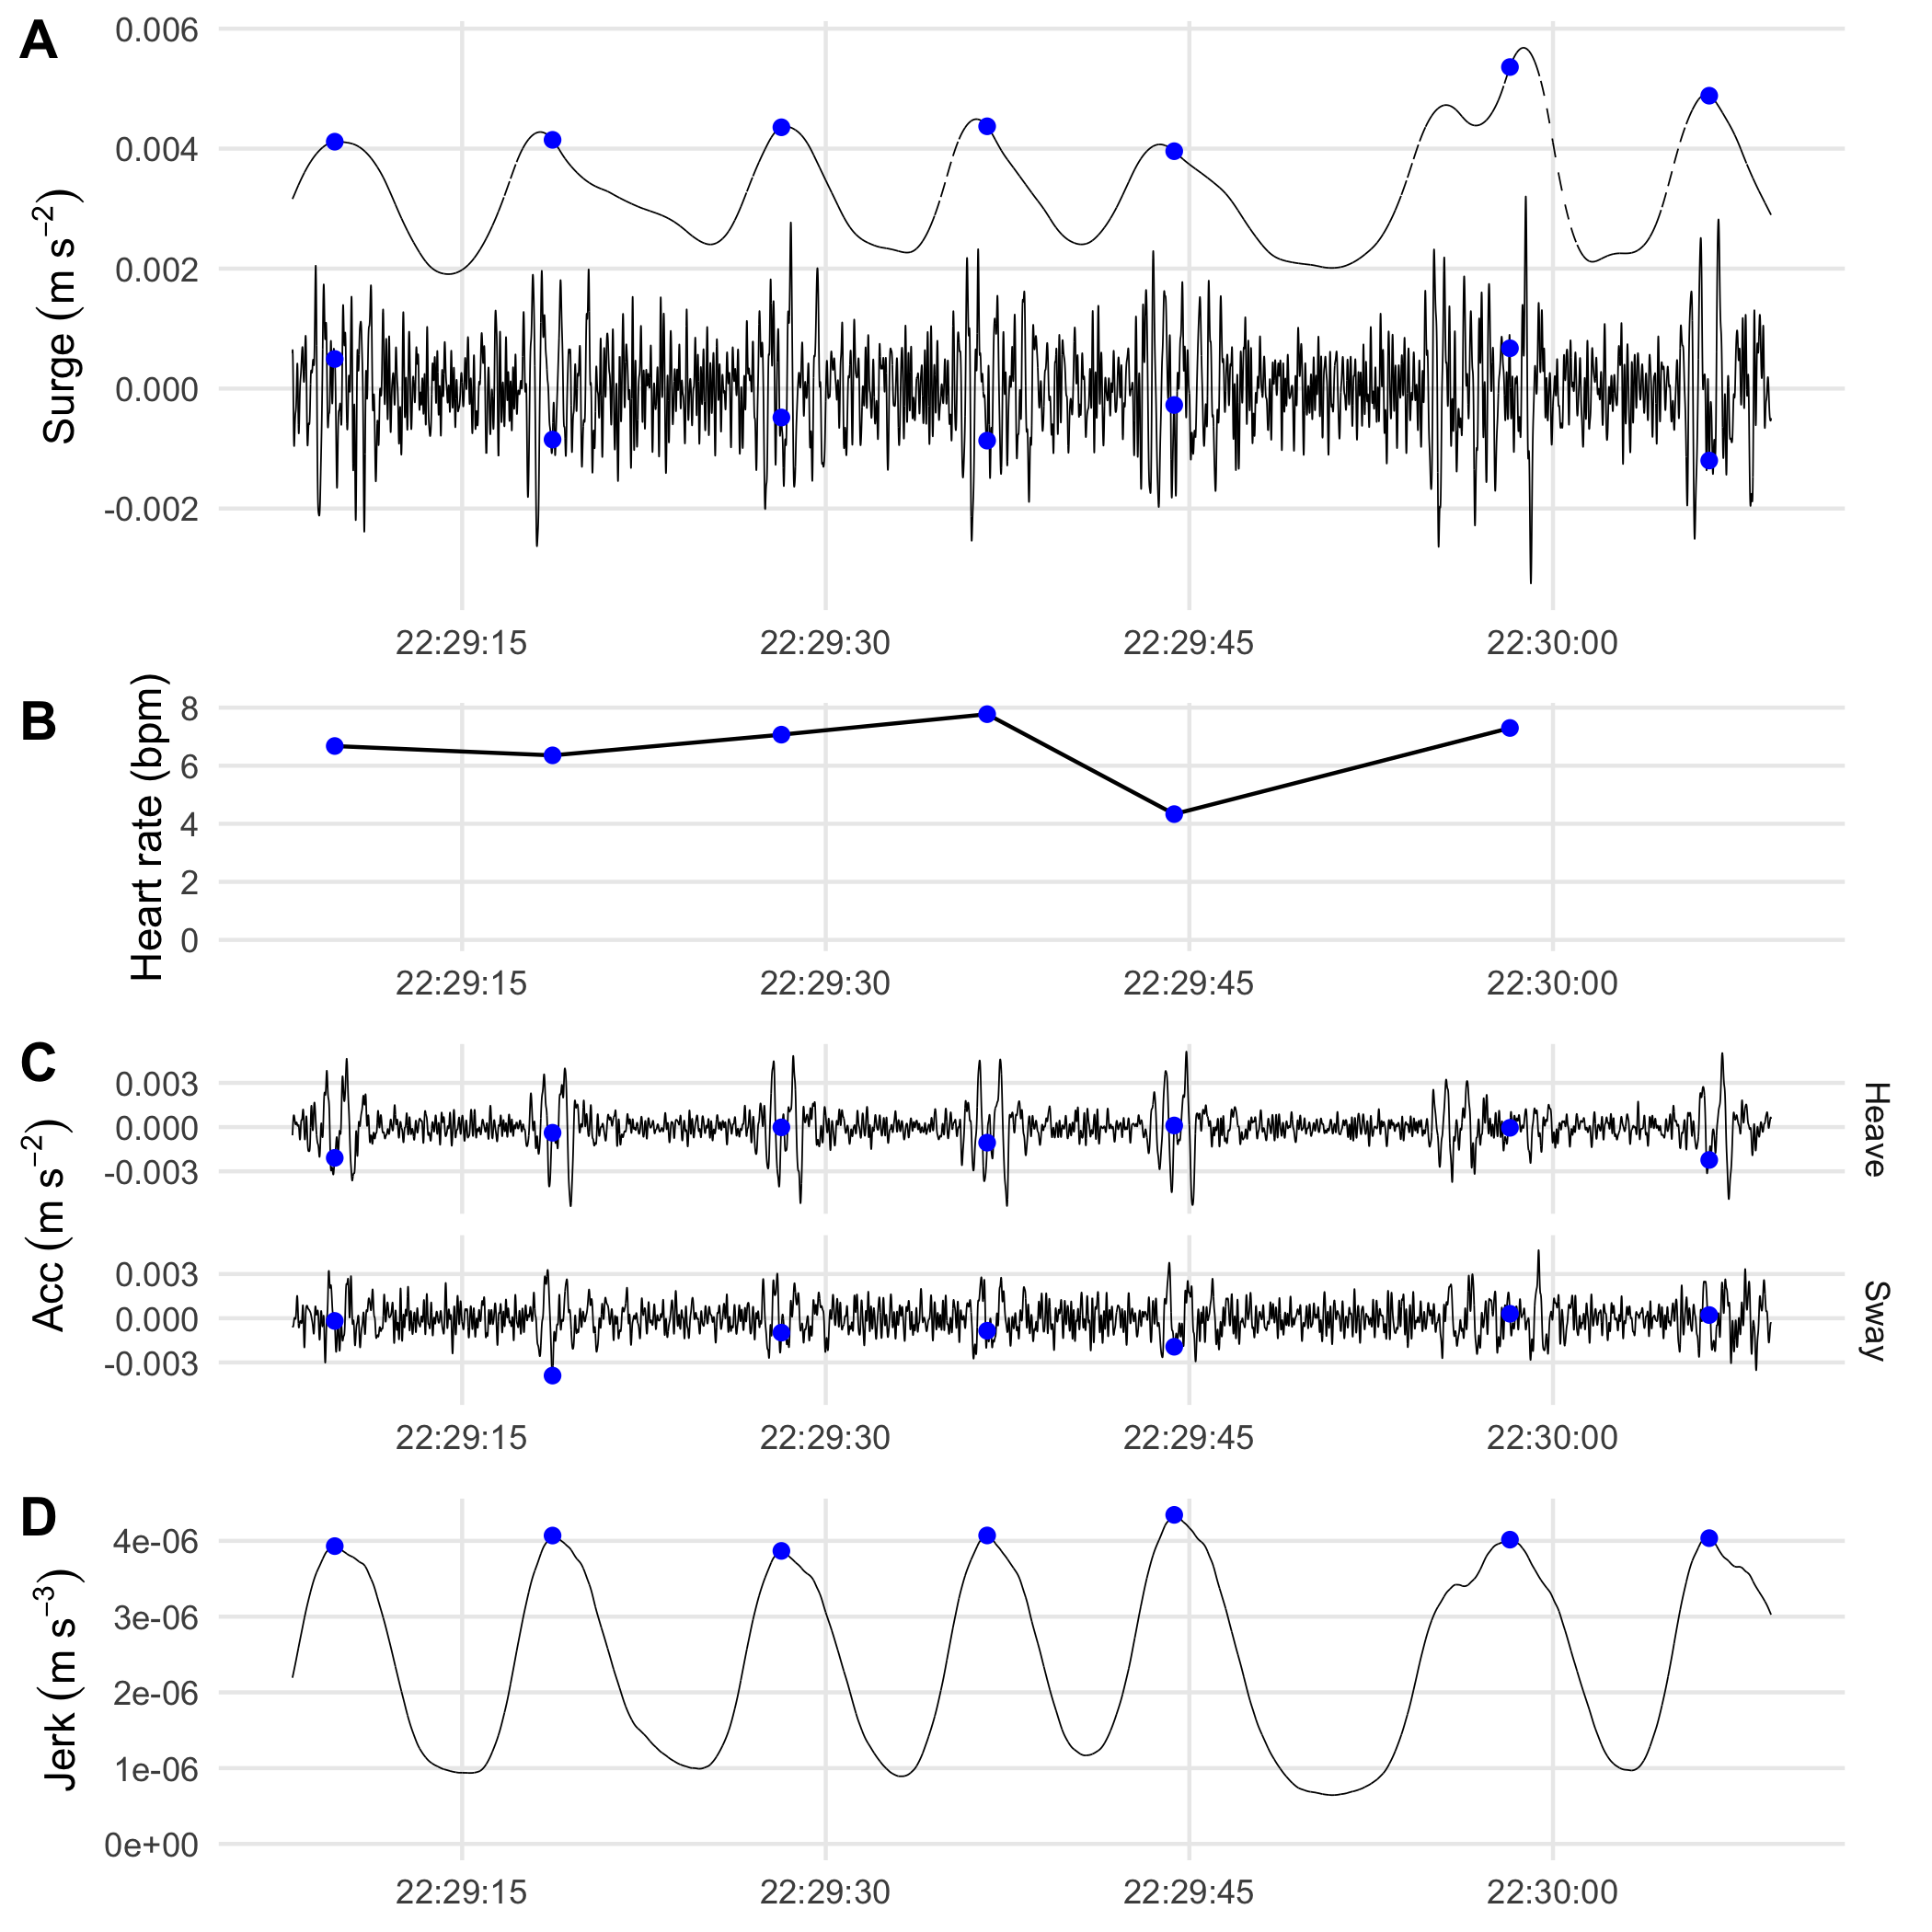 A
Surge (m s⁻²)
0.006
0.004
0.002
0.000
-0.002
22:29:15 22:29:30 22:29:45 22:30:00
B
Heart rate (bpm)
8
6
4
2
0
22:29:15 22:29:30 22:29:45 22:30:00
C
Acc (m s⁻²)
0.003
0.000
-0.003
Heave
0.003
0.000
-0.003
Sway
22:29:15 22:29:30 22:29:45 22:30:00
D
Jerk (m s⁻³)
4e-06
3e-06
2e-06
1e-06
0e+00
22:29:15 22:29:30 22:29:45 22:30:00